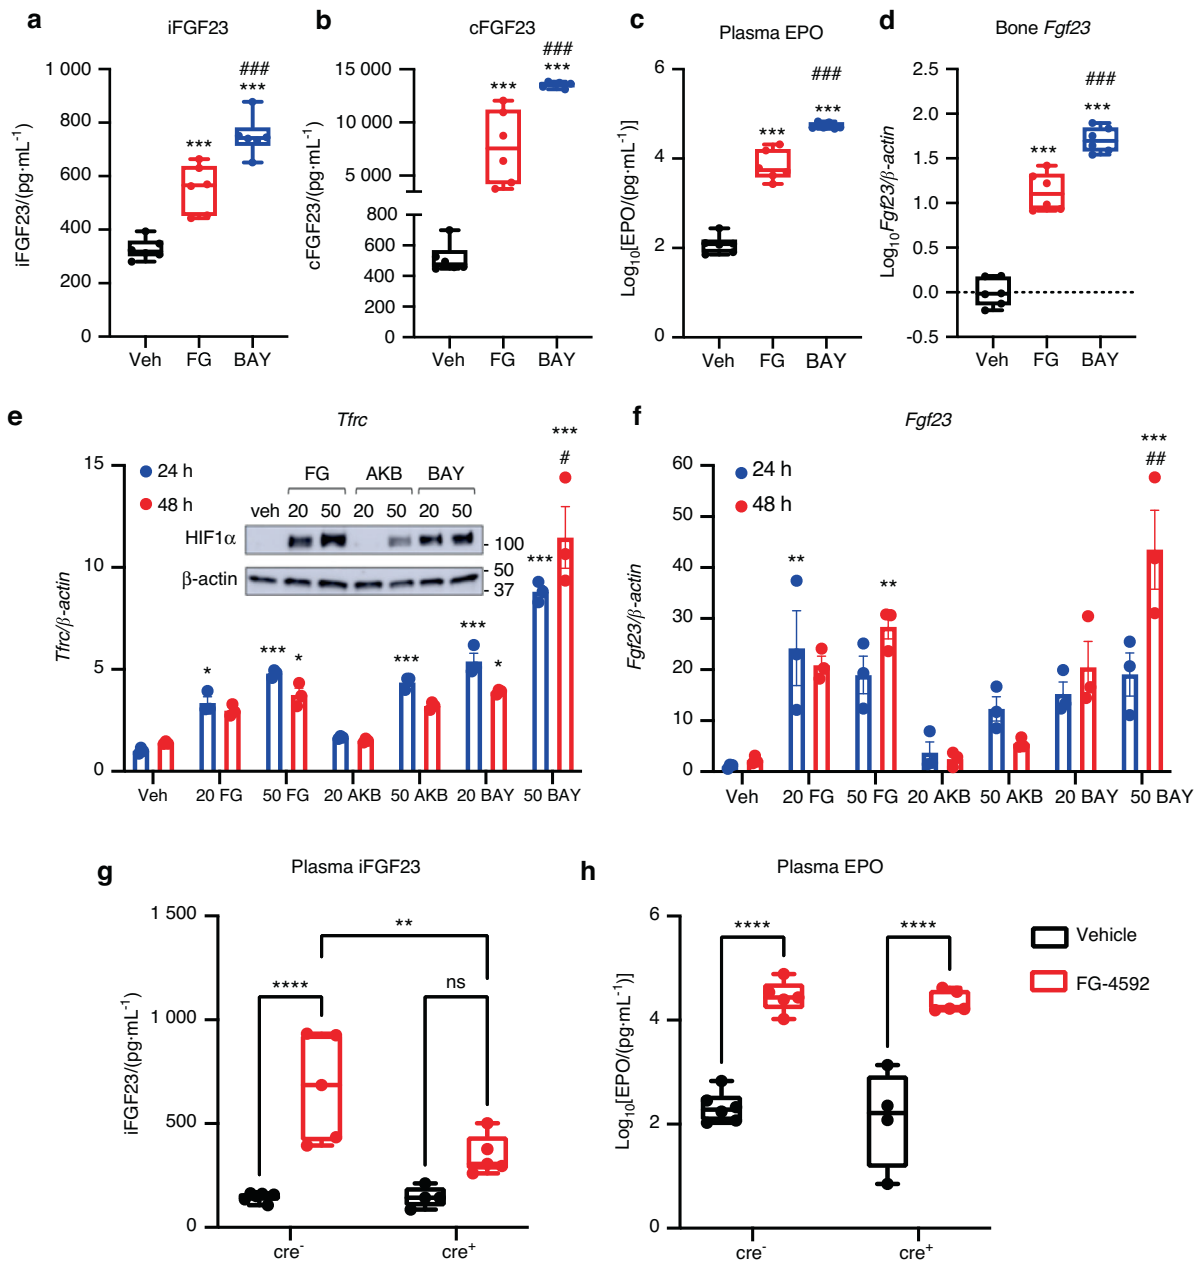 a
iFGF23
iFGF23/(pg·mL⁻¹)
1 000
800
600
400
200
0
***
###
***
Veh FG BAY
b
cFGF23
cFGF23/(pg·mL⁻¹)
15 000
10 000
5 000
800
600
400
200
0
***
###
***
Veh FG BAY
c
Plasma EPO
Log₁₀[EPO/(pg·mL⁻¹)]
6
4
2
0
***
###
***
Veh FG BAY
d
Bone Fgf23
Log₁₀Fgf23/β-actin
2.5
2.0
1.5
1.0
0.5
0.0
-0.5
***
###
***
Veh FG BAY
e
Tfrc
Tfrc/β-actin
15
10
5
0
24 h
48 h
FG AKB BAY
veh 20 50 20 50 20 50
HIF1α
- 100
β-actin
- 50
- 37
*
***
*
***
***
*
***
***
#
Veh 20 FG 50 FG 20 AKB 50 AKB 20 BAY 50 BAY
f
Fgf23
Fgf23/β-actin
60
50
40
30
20
10
0
24 h
48 h
**
**
***
##
Veh 20 FG 50 FG 20 AKB 50 AKB 20 BAY 50 BAY
g
Plasma iFGF23
iFGF23/(pg·mL⁻¹)
1 500
1 000
500
0
****
**
ns
cre⁻ cre⁺
h
Plasma EPO
Log₁₀[EPO/(pg·mL⁻¹)]
6
4
2
0
****
****
cre⁻ cre⁺
Vehicle
FG-4592